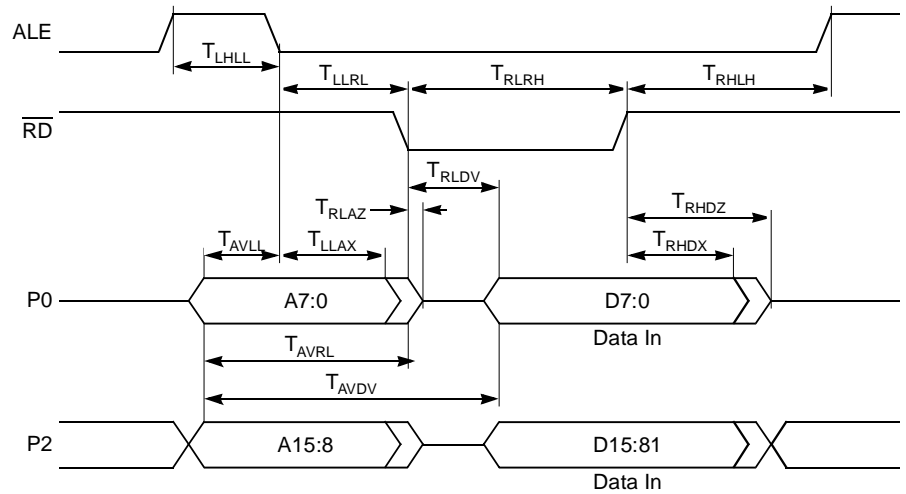 ALE
T_LHLL
T_LLRL
T_RLRH
T_RHLH
RD
T_RLDV
T_RLAZ
T_RHDZ
T_AVLL
T_LLAX
T_RHDX
P0
A7:0
D7:0
Data In
T_AVRL
T_AVDV
P2
A15:8
D15:81
Data In